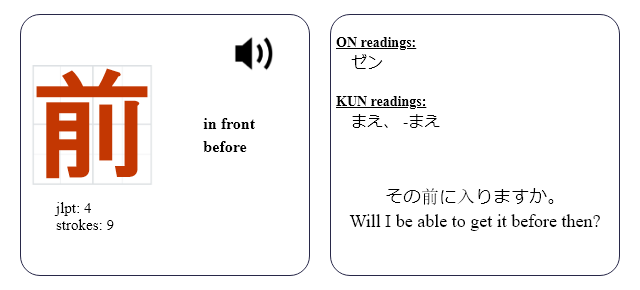 前
in front
before
jlpt: 4
strokes: 9
ON readings:
ゼン
KUN readings:
まえ、 -まえ
その前に入りますか。
Will I be able to get it before then?